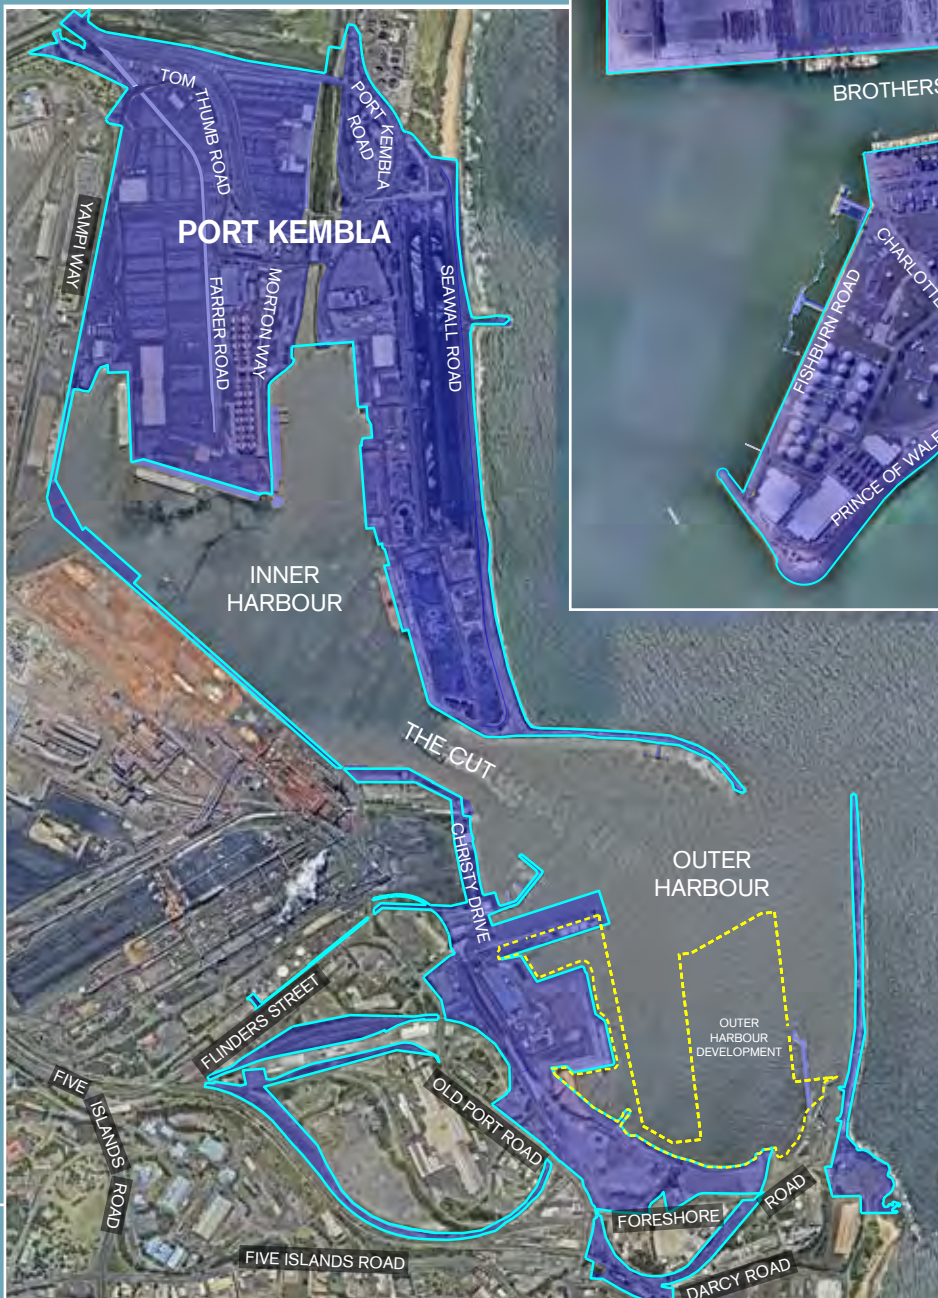 TOM THUMB ROAD
PORT KEMBLA
ROAD
YAMPI WAY
PORT KEMBLA
FARRER ROAD
MORTON WAY
SEAWALL ROAD
INNER
HARBOUR
THE CUT
CHRISTY DRIVE
OUTER
HARBOUR
OUTER
HARBOUR
DEVELOPMENT
FLINDERS STREET
FIVE ISLANDS ROAD
OLD PORT ROAD
FORESHORE ROAD
FIVE ISLANDS ROAD
DARCY ROAD
BROTHERS
CHARLOTTE
FISHBURN ROAD
PRINCE OF WALE